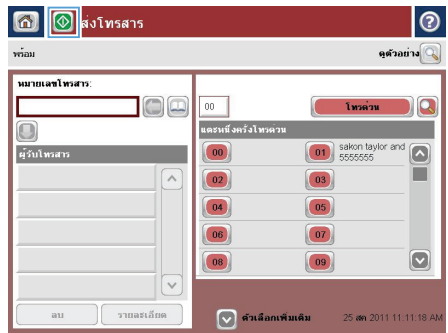 ส่งโทรสาร
พร้อม
ดูตัวอย่าง
หมายเลขโทรสาร:
00
โทรด่วน
ผู้รับโทรสาร
แตะหนึ่งครั้งโทรด่วน
00
01 sakon taylor and
5555555
02 03
04 05
06 07
08 09
ลบ
รายละเอียด
ตัวเลือกเพิ่มเติม
25 สค 2011 11:11:18 AM